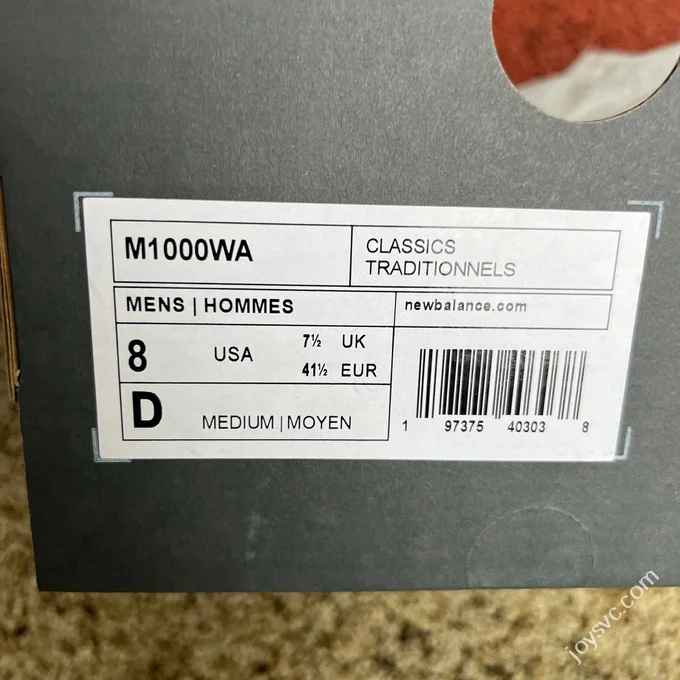 M1000WA
CLASSICS
TRADITIONNELS
MENS | HOMMES
newbalance.com
8 USA 7½ UK
41½ EUR
D MEDIUM | MOYEN
1 97375 40303 8
joysvc.com